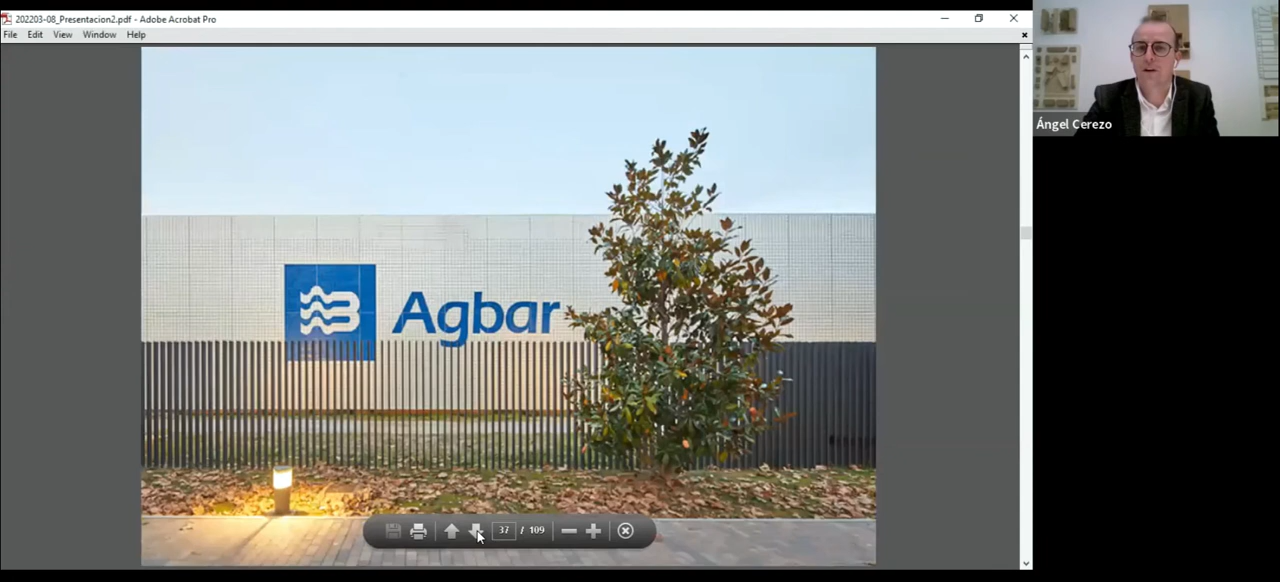 202203-08_Presentacion2.pdf - Adobe Acrobat Pro
File Edit View Window Help
Ángel Cerezo
Agbar
37 / 109